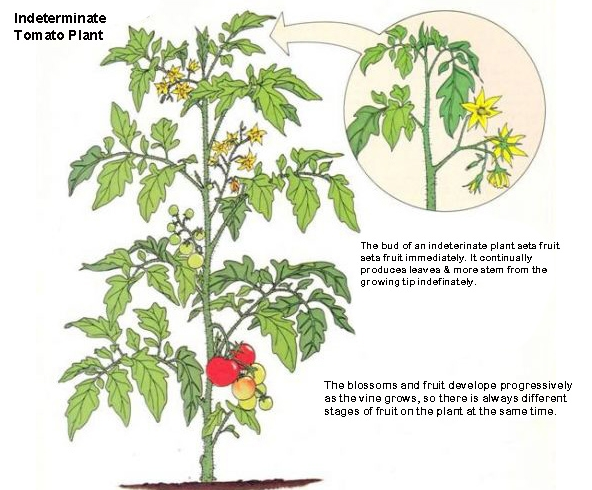 Indeterminate
Tomato Plant
The bud of an indeterinate plant sets fruit
sets fruit immediately. It continually
produces leaves & more stem from the
growing tip indefinately.
The blossoms and fruit develope progressively
as the vine grows, so there is always different
stages of fruit on the plant at the same time.